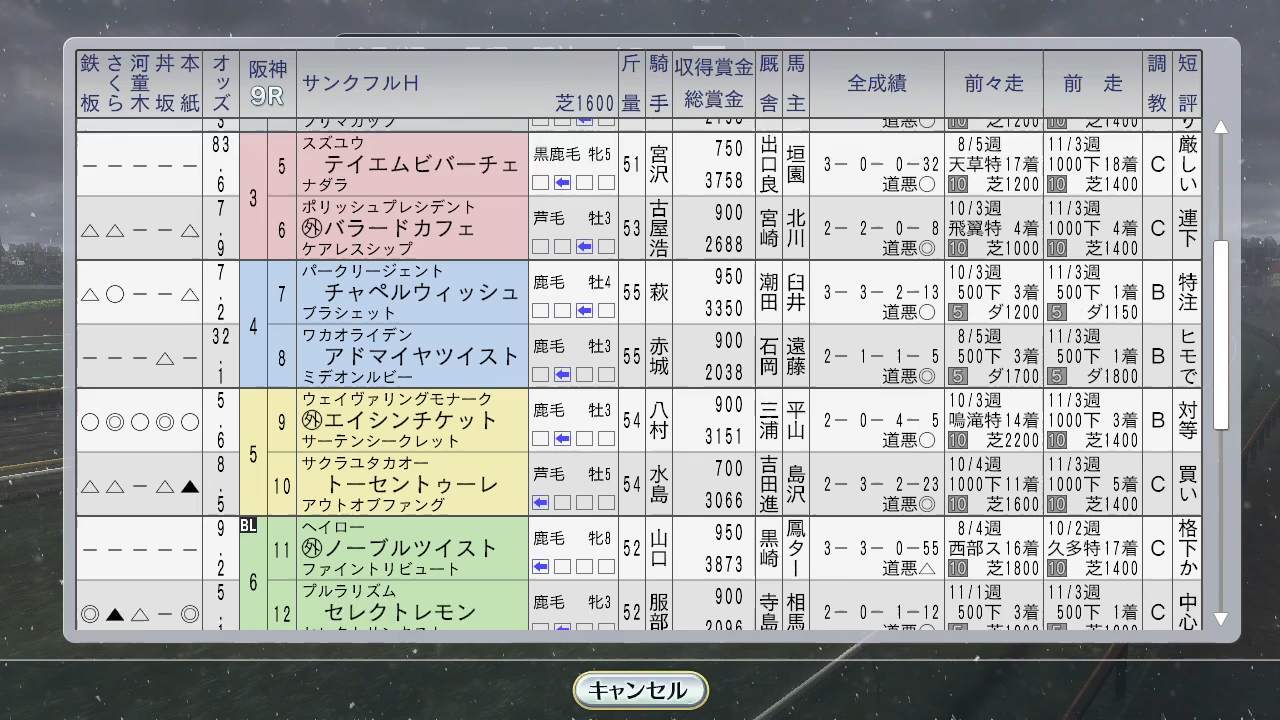 鉄板 さくら 河童木 丼坂 本紙 オッズ 阪神 9R サンクフルH 芝1600 斤量 騎手 収得賞金 総賞金 厩舎 馬主 全成績 前々走 前 走 調教 短評
プリマカップ 道悪○ 10 芝1200 10 芝1400
－ － － － － 83.6 3 5 スズユウ テイエムビバーチェ ナダラ 黒鹿毛 牝5 51 宮沢 750 3758 出口良 垣園 3－ 0－ 0－32 道悪○ 8/5週 天草特17着 10 芝1200 11/3週 1000下18着 10 芝1400 C 厳しい
△ △ － － △ 7.9 6 ポリッシュプレシデント 外バラードカフェ ケアレスシップ 芦毛 牡3 53 古屋浩 900 2688 宮崎 北川 2－ 2－ 0－ 8 道悪◎ 10/3週 飛翼特 4着 10 芝1000 11/3週 1000下 4着 10 芝1400 C 連下
△ ○ － － △ 7.2 4 7 パークリージェント チャペルウィッシュ ブラシェット 鹿毛 牡4 55 萩 950 3350 潮田 臼井 3－ 3－ 2－13 道悪○ 10/3週 500下 3着 5 ダ1200 11/3週 500下 1着 5 ダ1150 B 特注
－ － － △ － 32.1 8 ワカオライデン アドマイヤツイスト ミデオンルビー 鹿毛 牡3 55 赤城 900 2038 石岡 遠藤 2－ 1－ 1－ 5 道悪◎ 8/5週 500下 3着 5 ダ1700 11/3週 500下 1着 5 ダ1800 B ヒモで
○ ◎ ○ ◎ ○ 5.6 5 9 ウェイヴァリングモナーク 外エイシンチケット サーテンシークレット 鹿毛 牡3 54 八村 900 3151 三浦 平山 2－ 0－ 4－ 5 道悪○ 10/3週 鳴滝特14着 10 芝2200 11/3週 1000下 3着 10 芝1400 B 対等
△ △ － △ ▲ 8.5 10 サクラユタカオー トーセントゥーレ アウトオブファング 芦毛 牡5 54 水島 700 3066 吉田進 島沢 2－ 3－ 2－23 道悪◎ 10/4週 1000下11着 10 芝1600 11/3週 1000下 5着 10 芝1400 C 買い
－ － － － － 9.2 BL 6 11 ヘイロー 外ノーブルツイスト ファイントリビュート 鹿毛 牝8 52 山口 950 3873 黒崎 鳳ター 3－ 3－ 0－55 道悪△ 8/4週 西部ス16着 10 芝1800 10/2週 久多特17着 10 芝1400 C 格下か
◎ ▲ △ － ◎ 5. 12 プルラリズム セレクトレモン 鹿毛 牝3 52 服部 900 2096 寺島 相馬 2－ 0－ 1－12 道悪○ 11/1週 500下 3着 11/3週 500下 1着 C 中心
キャンセル